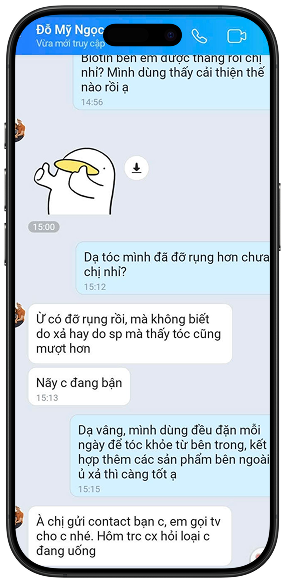 Đỗ Mỹ Ngọc
Vừa mới truy cập
Biotin bên em được tháng rồi chị
nhỉ? Mình dùng thấy cải thiện thế
nào rồi ạ
14:56
15:00
Dạ tóc mình đã đỡ rụng hơn chưa
chị nhỉ?
15:12
Ừ có đỡ rụng rồi, mà không biết
do xả hay do sp mà thấy tóc cũng
mượt hơn
Nãy c đang bận
15:13
Dạ vâng, mình dùng đều đặn mỗi
ngày để tóc khỏe từ bên trong, kết
hợp thêm các sản phẩm bên ngoài
ủ xả thì càng tốt ạ
15:15
À chị gửi contact bạn c, em gọi tv
cho c nhé. Hôm trc cx hỏi loại c
đang uống